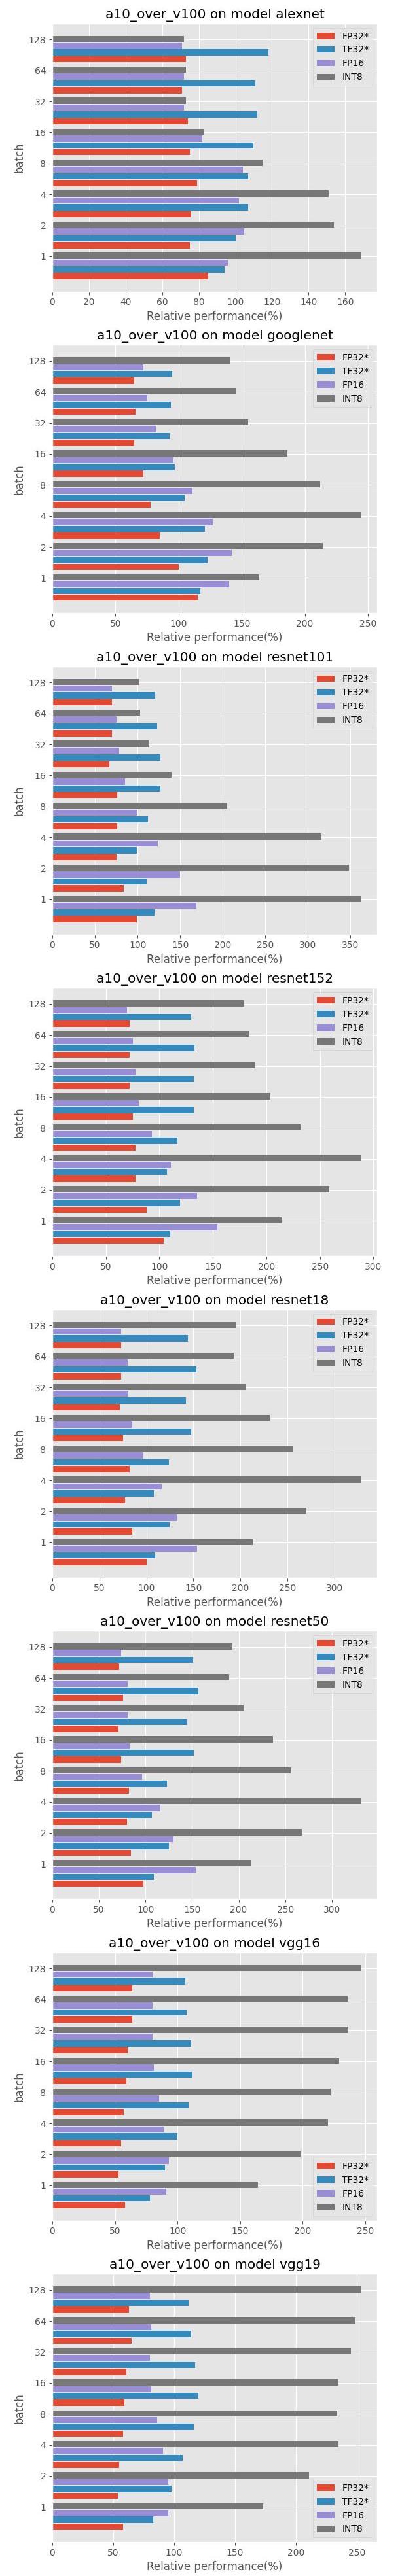 a10_over_v100 on model alexnet
FP32*
TF32*
FP16
INT8
128
64
32
16
8
4
2
1
batch
0 20 40 60 80 100 120 140 160
Relative performance(%)
a10_over_v100 on model googlenet
FP32*
TF32*
FP16
INT8
128
64
32
16
8
4
2
1
batch
0 50 100 150 200 250
Relative performance(%)
a10_over_v100 on model resnet101
FP32*
TF32*
FP16
INT8
128
64
32
16
8
4
2
1
batch
0 50 100 150 200 250 300 350
Relative performance(%)
a10_over_v100 on model resnet152
FP32*
TF32*
FP16
INT8
128
64
32
16
8
4
2
1
batch
0 50 100 150 200 250 300
Relative performance(%)
a10_over_v100 on model resnet18
FP32*
TF32*
FP16
INT8
128
64
32
16
8
4
2
1
batch
0 50 100 150 200 250 300
Relative performance(%)
a10_over_v100 on model resnet50
FP32*
TF32*
FP16
INT8
128
64
32
16
8
4
2
1
batch
0 50 100 150 200 250 300
Relative performance(%)
a10_over_v100 on model vgg16
128
64
32
16
8
4
2
1
batch
FP32*
TF32*
FP16
INT8
0 50 100 150 200 250
Relative performance(%)
a10_over_v100 on model vgg19
128
64
32
16
8
4
2
1
batch
FP32*
TF32*
FP16
INT8
0 50 100 150 200 250
Relative performance(%)